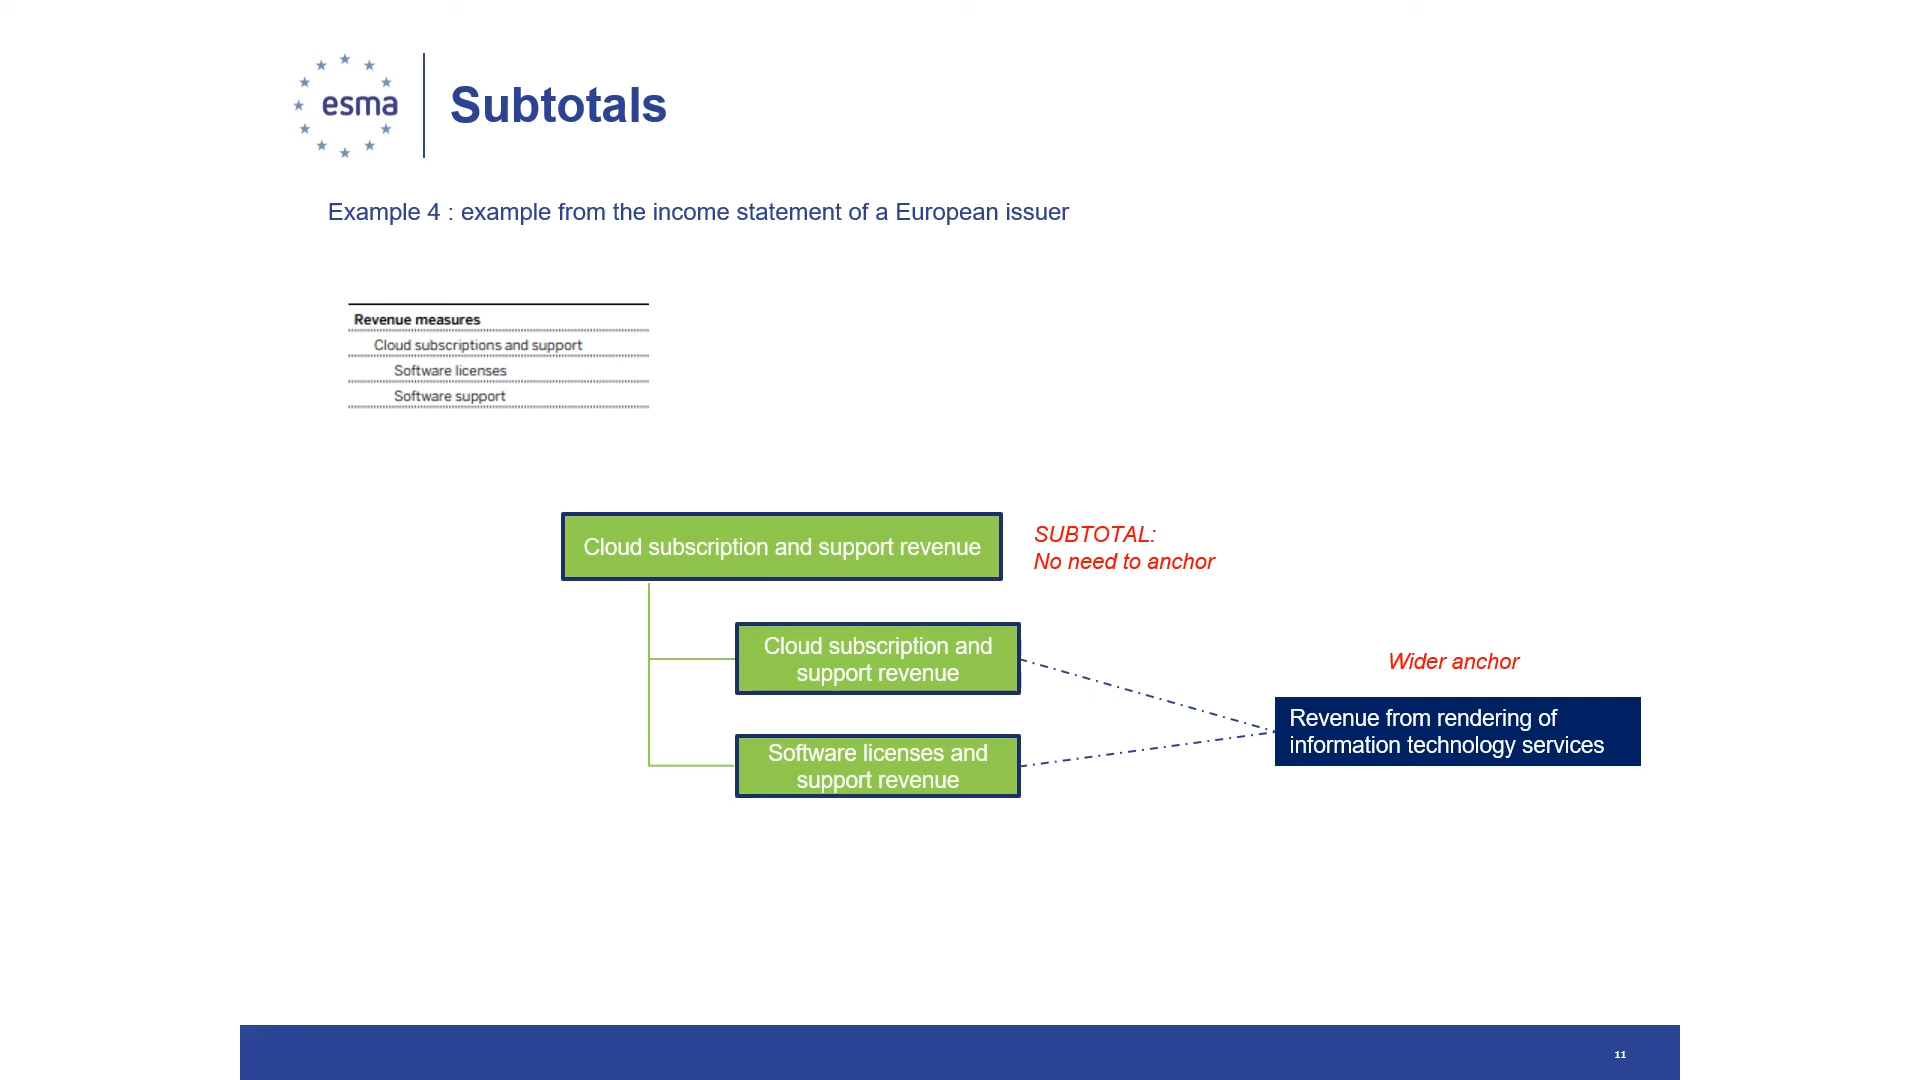 esma
Subtotals
Example 4 : example from the income statement of a European issuer
Revenue measures
Cloud subscriptions and support
Software licenses
Software support
Cloud subscription and support revenue
SUBTOTAL:
No need to anchor
Cloud subscription and
support revenue
Wider anchor
Revenue from rendering of
information technology services
Software licenses and
support revenue
11